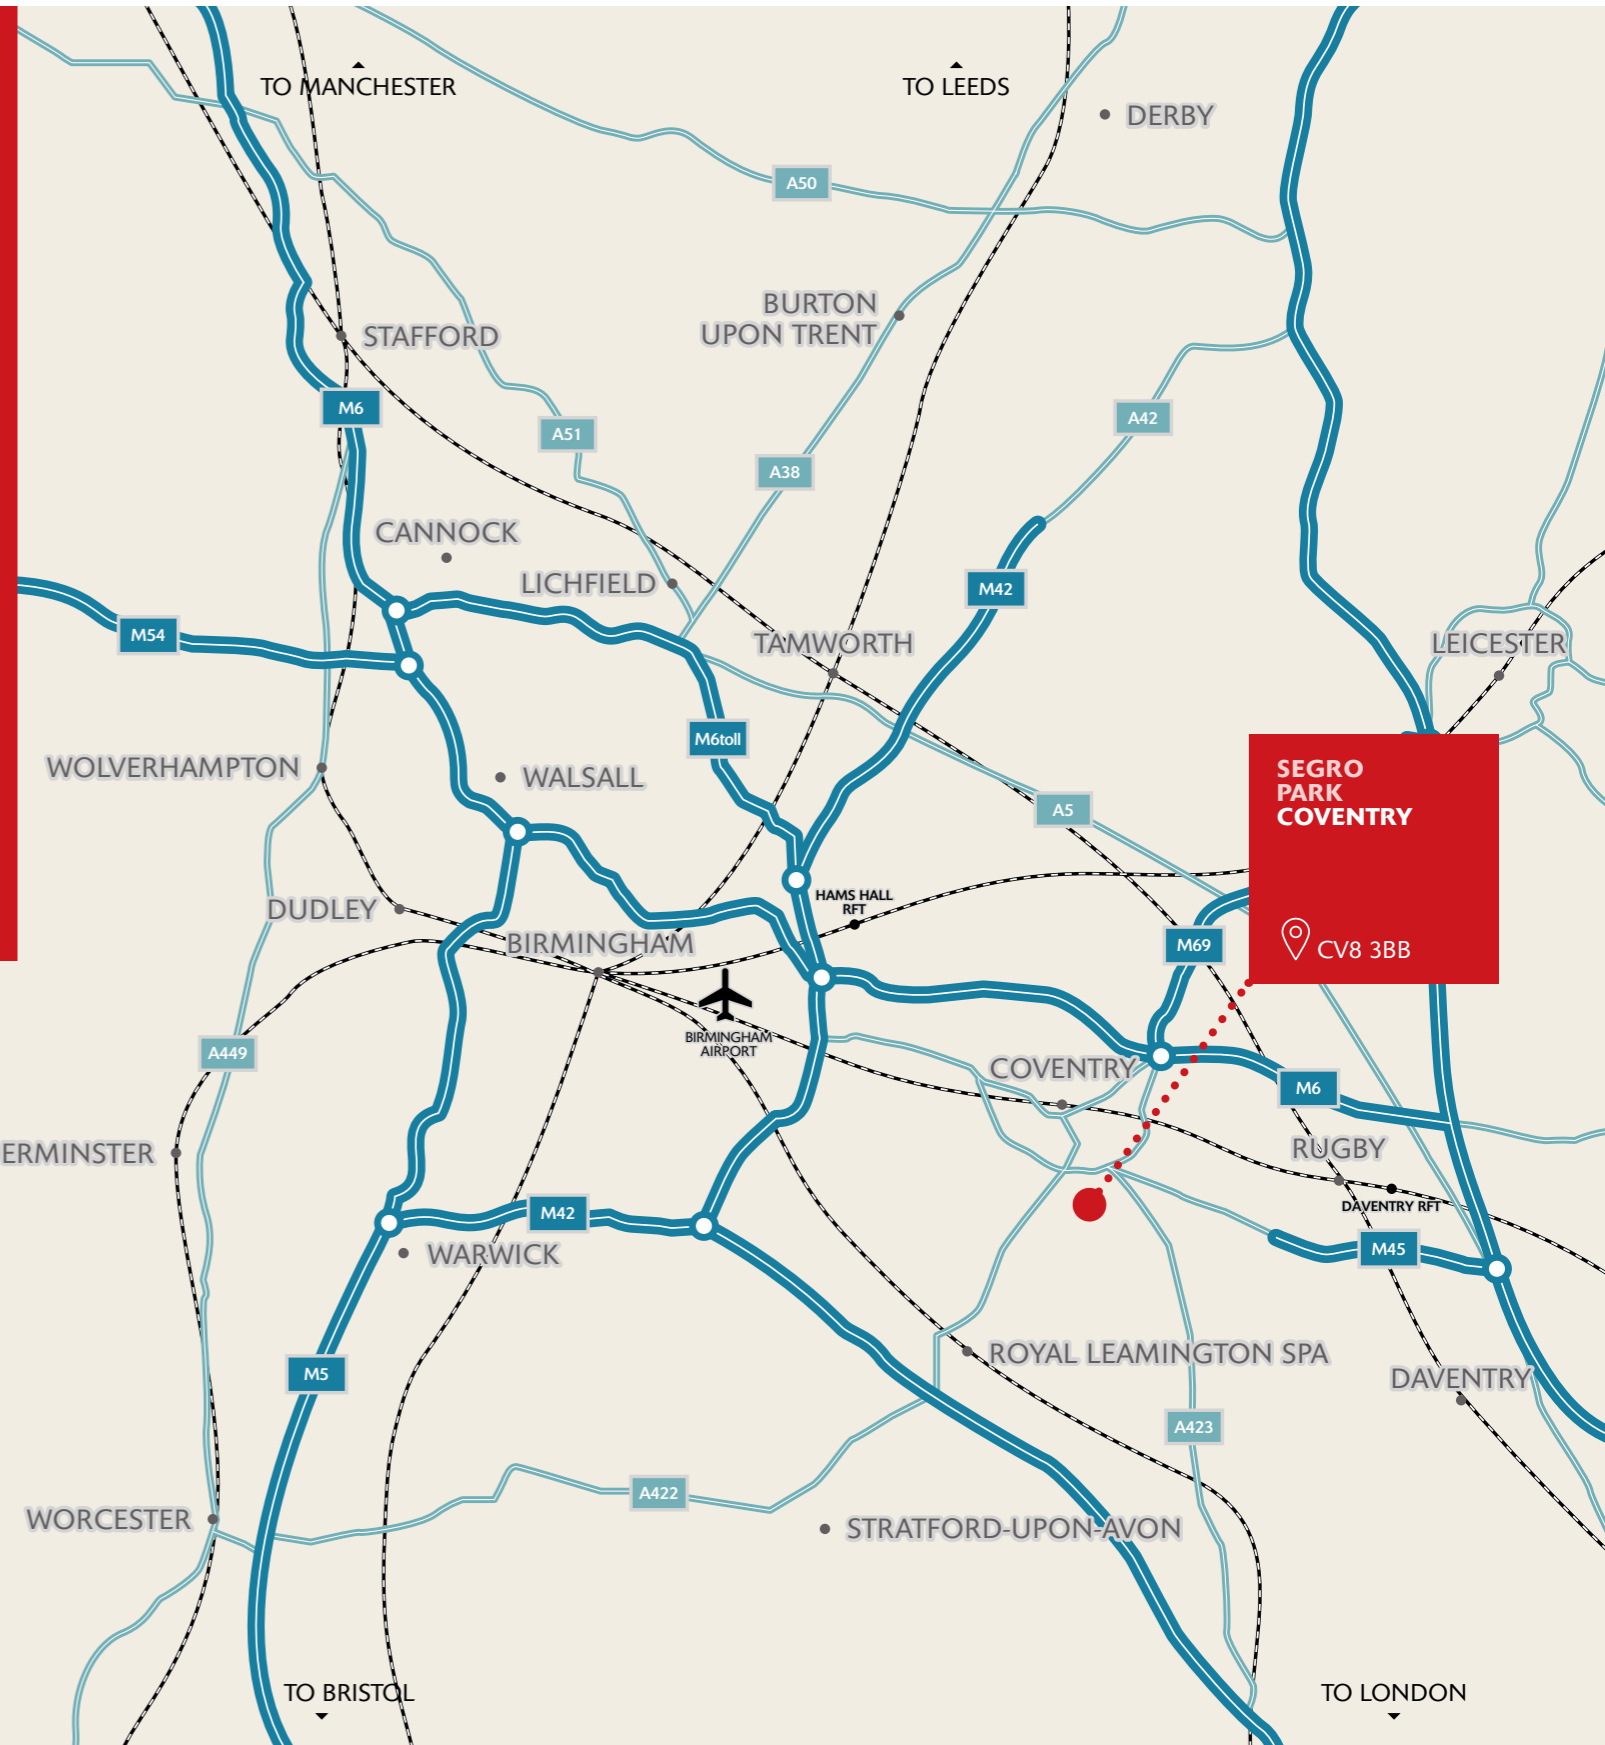 TO MANCHESTER
TO LEEDS
DERBY
A50
BURTON
UPON TRENT
STAFFORD
M6
A51
A42
A38
CANNOCK
LICHFIELD
M42
M54
TAMWORTH
LEICESTER
M6toll
WOLVERHAMPTON
WALSALL
A5
SEGRO
PARK
COVENTRY
CV8 3BB
HAMS HALL
RFT
DUDLEY
BIRMINGHAM
M69
BIRMINGHAM
AIRPORT
A449
COVENTRY
M6
ERMINSTER
RUGBY
DAVENTRY RFT
M42
M45
WARWICK
M5
ROYAL LEAMINGTON SPA
DAVENTRY
A423
A422
WORCESTER
STRATFORD-UPON-AVON
TO BRISTOL
TO LONDON